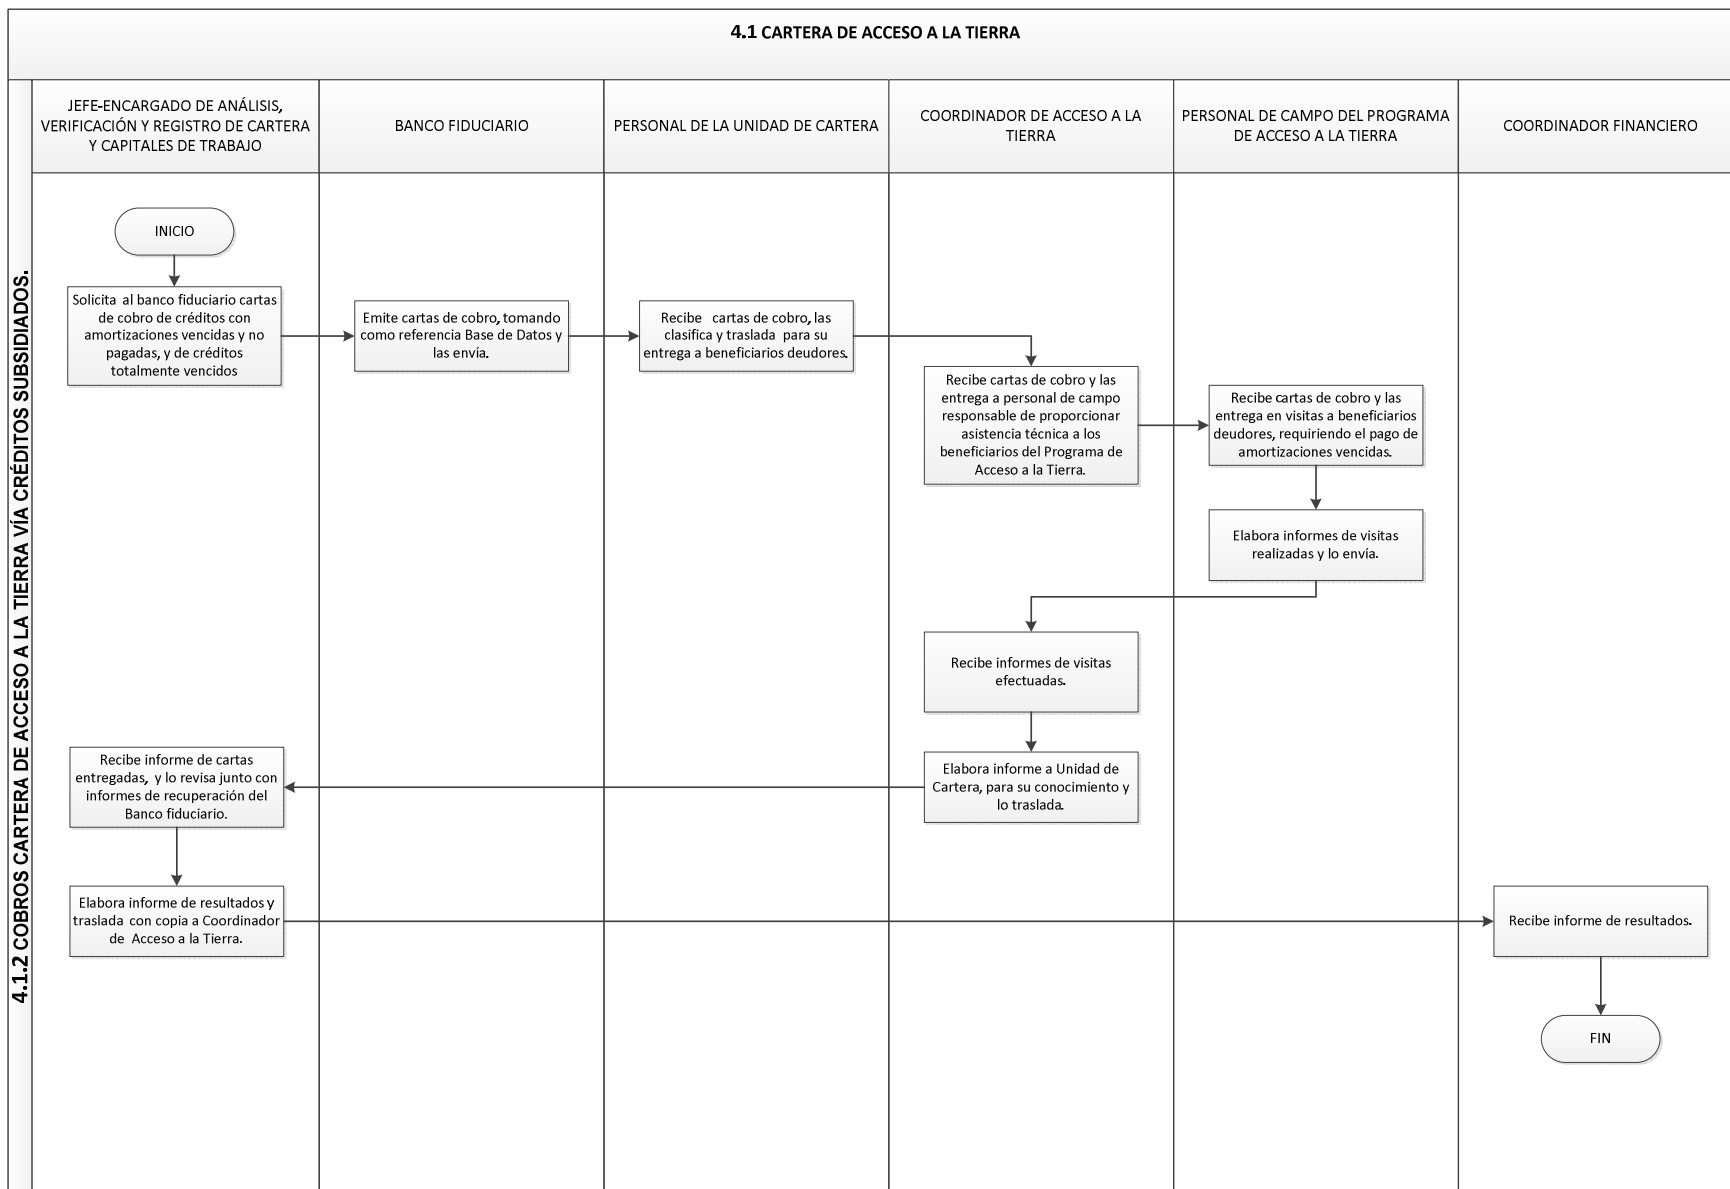 4.1 CARTERA DE ACCESO A LA TIERRA
4.1.2 COBROS CARTERA DE ACCESO A LA TIERRA VÍA CRÉDITOS SUBSIDIADOS.
JEFE-ENCARGADO DE ANÁLISIS,
VERIFICACIÓN Y REGISTRO DE CARTERA
Y CAPITALES DE TRABAJO
BANCO FIDUCIARIO
PERSONAL DE LA UNIDAD DE CARTERA
COORDINADOR DE ACCESO A LA
TIERRA
PERSONAL DE CAMPO DEL PROGRAMA
DE ACCESO A LA TIERRA
COORDINADOR FINANCIERO
INICIO
Solicita al banco fiduciario cartas
de cobro de créditos con
amortizaciones vencidas y no
pagadas, y de créditos
totalmente vencidos
Emite cartas de cobro, tomando
como referencia Base de Datos y
las envía.
Recibe cartas de cobro, las
clasifica y traslada para su
entrega a beneficiarios deudores.
Recibe cartas de cobro y las
entrega a personal de campo
responsable de proporcionar
asistencia técnica a los
beneficiarios del Programa de
Acceso a la Tierra.
Recibe cartas de cobro y las
entrega en visitas a beneficiarios
deudores, requiriendo el pago de
amortizaciones vencidas.
Elabora informes de visitas
realizadas y lo envía.
Recibe informes de visitas
efectuadas.
Elabora informe a Unidad de
Cartera, para su conocimiento y
lo traslada.
Recibe informe de cartas
entregadas, y lo revisa junto con
informes de recuperación del
Banco fiduciario.
Elabora informe de resultados y
traslada con copia a Coordinador
de Acceso a la Tierra.
Recibe informe de resultados.
FIN